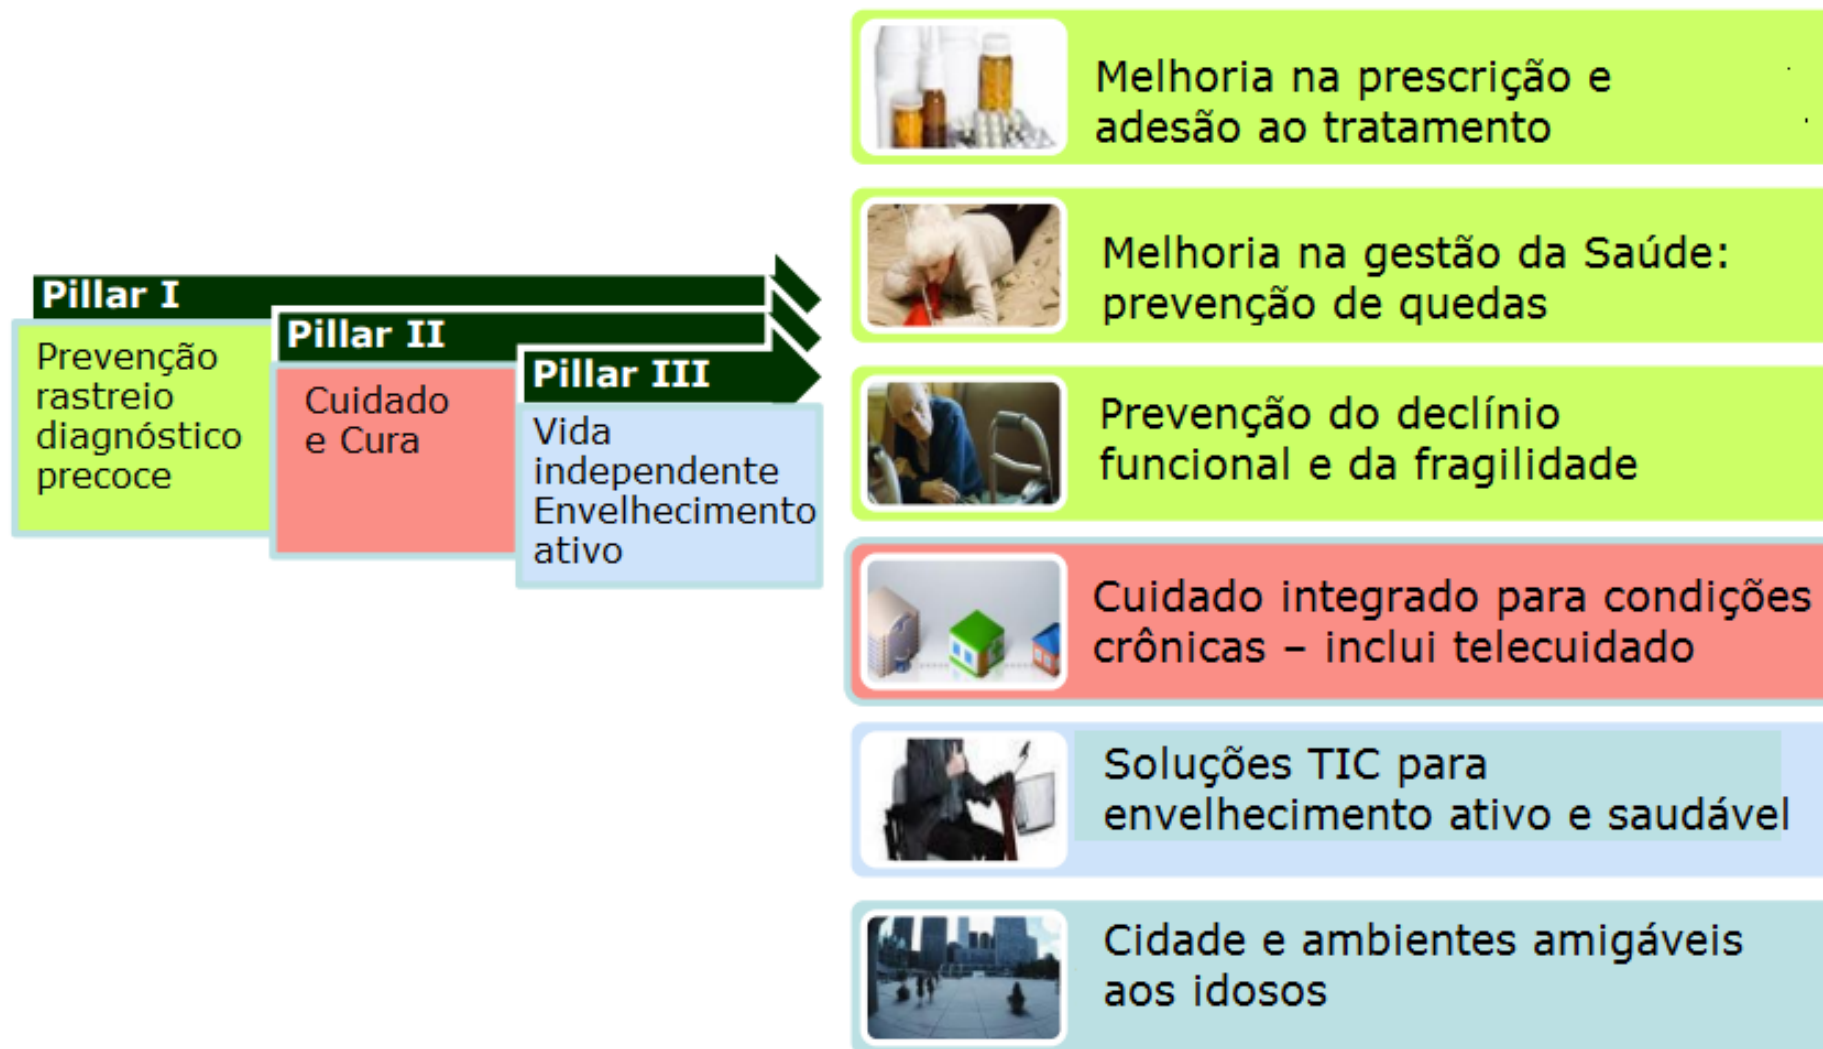 Pillar I
Prevenção
rastreio
diagnóstico
precoce
Pillar II
Cuidado
e Cura
Pillar III
Vida
independente
Envelhecimento
ativo
Melhoria na prescrição e
adesão ao tratamento
Melhoria na gestão da Saúde:
prevenção de quedas
Prevenção do declínio
funcional e da fragilidade
Cuidado integrado para condições
crônicas – inclui telecuidado
Soluções TIC para
envelhecimento ativo e saudável
Cidade e ambientes amigáveis
aos idosos